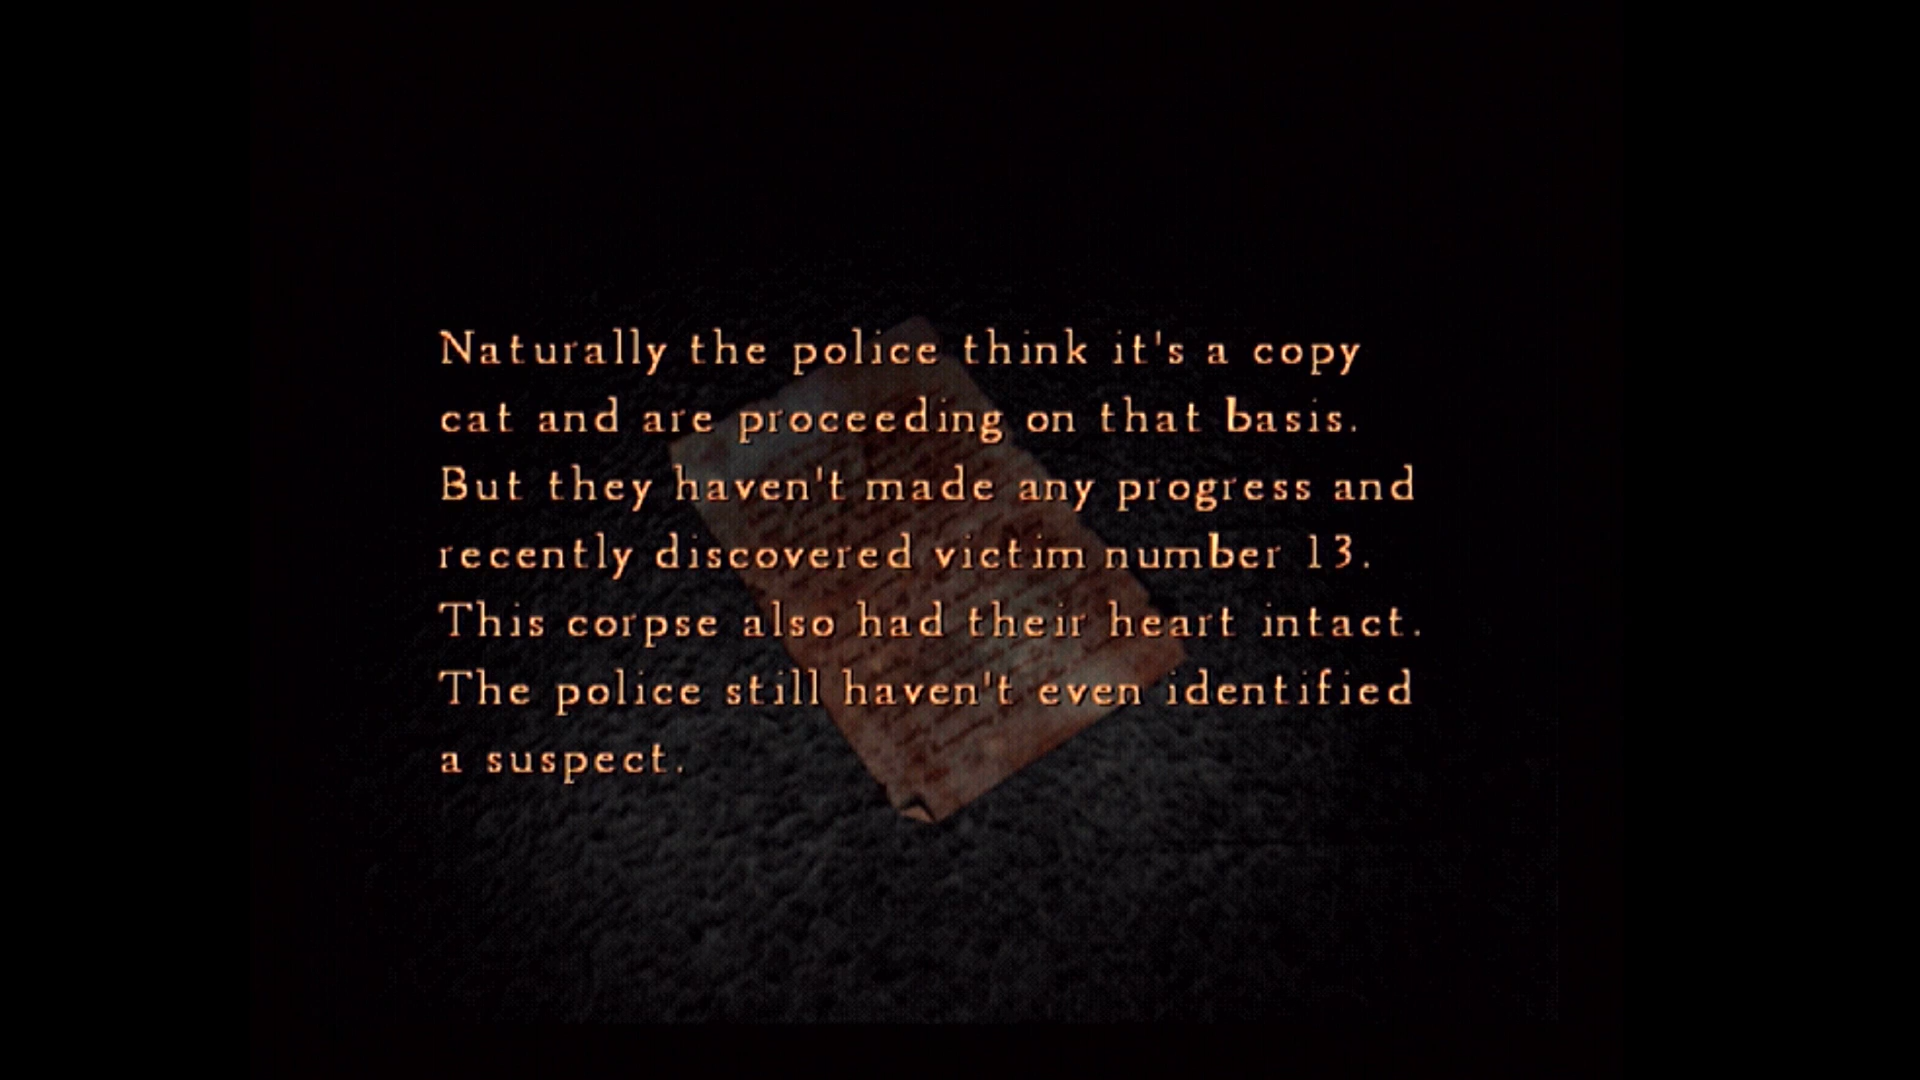 Naturally the police think it's a copy
cat and are proceeding on that basis.
But they haven't made any progress and
recently discovered victim number 13.
This corpse also had their heart intact.
The police still haven't even identified
a suspect.